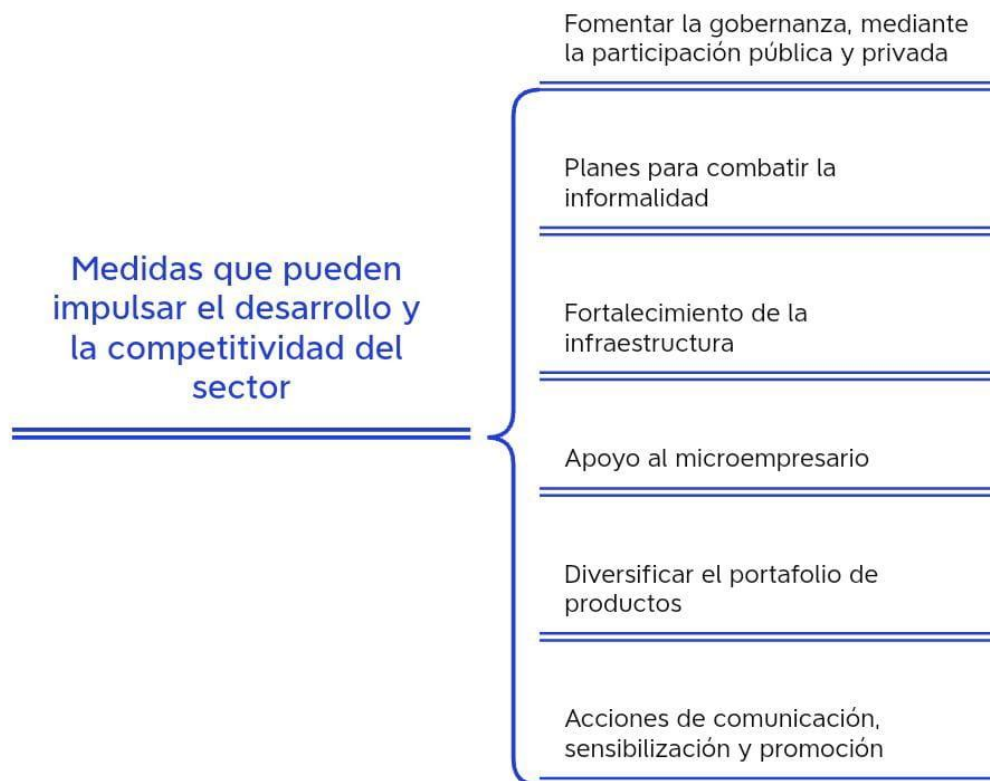 Medidas que pueden
impulsar el desarrollo y
la competitividad del
sector
Fomentar la gobernanza, mediante
la participación pública y privada
Planes para combatir la
informalidad
Fortalecimiento de la
infraestructura
Apoyo al microempresario
Diversificar el portafolio de
productos
Acciones de comunicación,
sensibilización y promoción